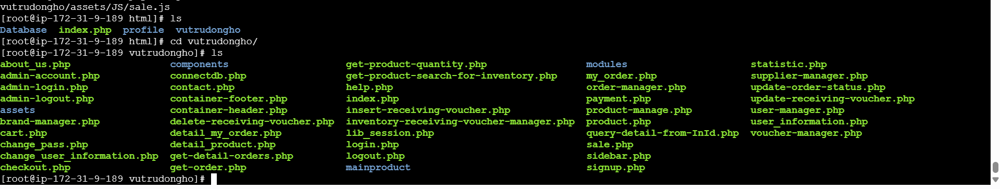 vutrudongho/assets/JS/sale.js
[root@ip-172-31-9-189 html]# ls
Database  index.php  profile  vutrudongho
[root@ip-172-31-9-189 html]# cd vutrudongho/
[root@ip-172-31-9-189 vutrudongho]# ls
about_us.php                 components                    get-product-quantity.php                 modules                    statistic.php
admin-account.php            connectdb.php                 get-product-search-for-inventory.php     my_order.php               supplier-manager.php
admin-login.php              contact.php                   help.php                                 order-manager.php          update-order-status.php
admin-logout.php             container-footer.php          index.php                                payment.php                update-receiving-voucher.php
assets                       container-header.php          insert-receiving-voucher.php             product-manage.php         user-manager.php
brand-manager.php            delete-receiving-voucher.php  inventory-receiving-voucher-manager.php  product.php                user_information.php
cart.php                     detail_my_order.php           lib_session.php                          query-detail-from-InId.php  voucher-manager.php
change_pass.php              detail_product.php            login.php                                sale.php
change_user_information.php  get-detail-orders.php         logout.php                               sidebar.php
checkout.php                 get-order.php                 mainproduct                              signup.php
[root@ip-172-31-9-189 vutrudongho]#